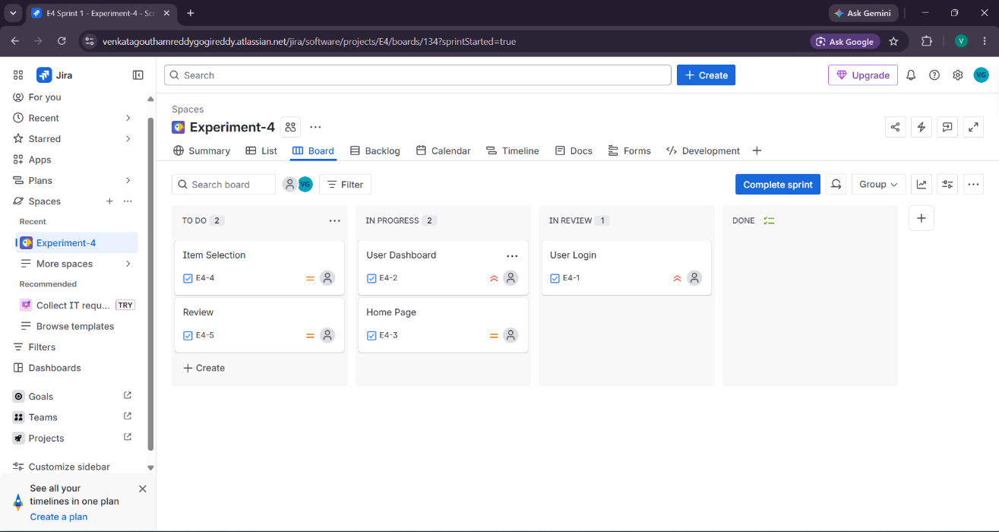 E4 Sprint 1 - Experiment-4 - Scr
Ask Gemini
venkatagouthamreddygogireddy.atlassian.net/jira/software/projects/E4/boards/134?sprintStarted=true
Ask Google
V
Jira
Search
Create
Upgrade
VG
For you
Recent
Starred
Apps
Plans
Spaces
Recent
Experiment-4
More spaces
Recommended
Collect IT requ... TRY
Browse templates
Filters
Dashboards
Goals
Teams
Projects
Customize sidebar
See all your
timelines in one plan
Create a plan
Spaces
Experiment-4
Summary
List
Board
Backlog
Calendar
Timeline
Docs
Forms
Development
Search board
VG
Filter
Complete sprint
Group
TO DO 2
Item Selection
E4-4
Review
E4-5
Create
IN PROGRESS 2
User Dashboard
E4-2
Home Page
E4-3
IN REVIEW 1
User Login
E4-1
DONE